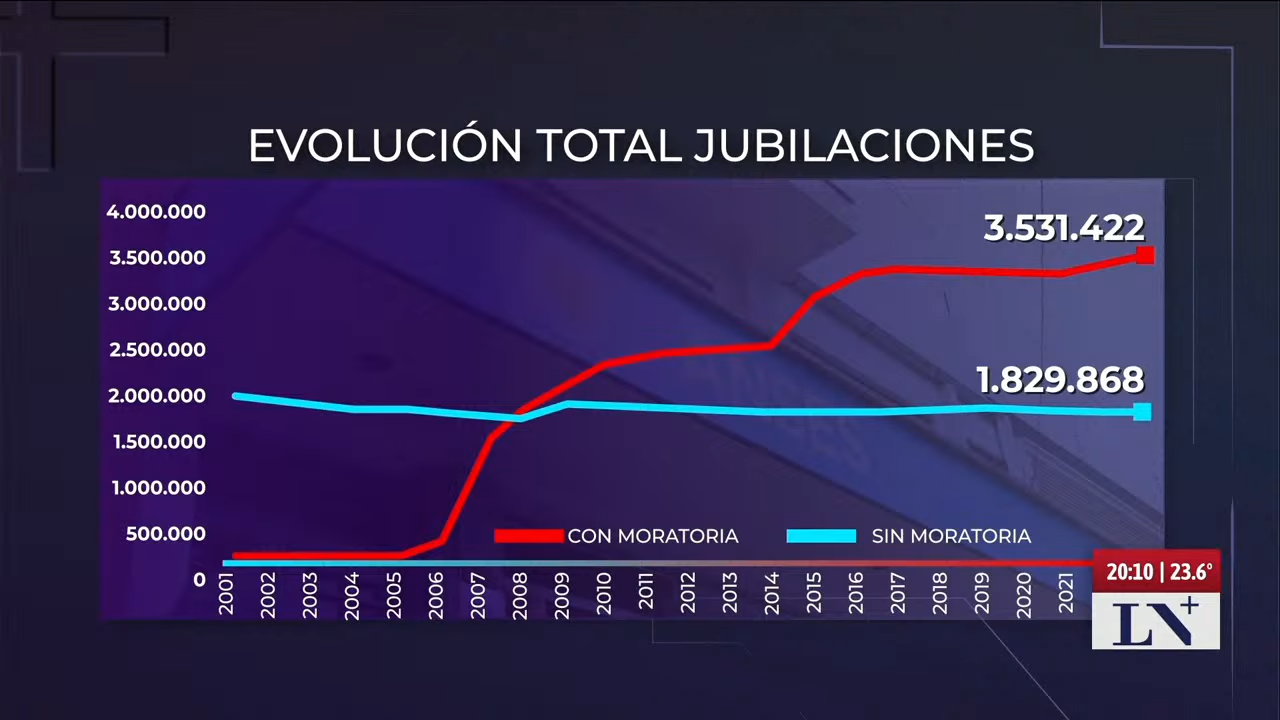 EVOLUCIÓN TOTAL JUBILACIONES
4.000.000
3.500.000
3.000.000
2.500.000
2.000.000
1.500.000
1.000.000
500.000
0
3.531.422
1.829.868
CON MORATORIA
SIN MORATORIA
2001 2002 2003 2004 2005 2006 2007 2008 2009 2010 2011 2012 2013 2014 2015 2016 2017 2018 2019 2020 2021
20:10 | 23.6°
LN+